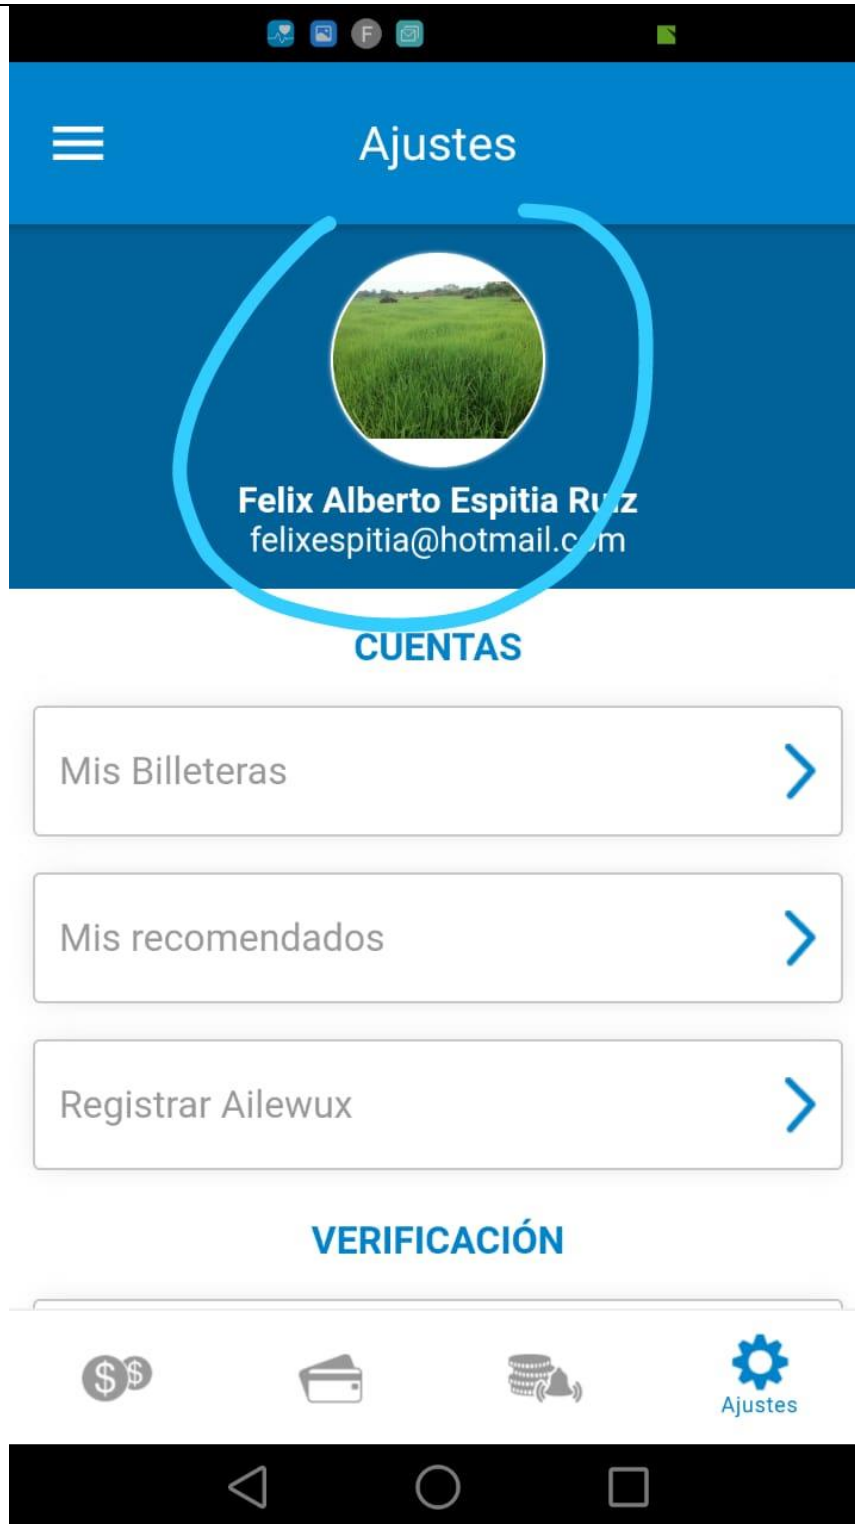 F
Ajustes
Felix Alberto Espitia Ruiz
felixespitia@hotmail.com
CUENTAS
Mis Billeteras
Mis recomendados
Registrar Ailewux
VERIFICACIÓN
$ $
Ajustes